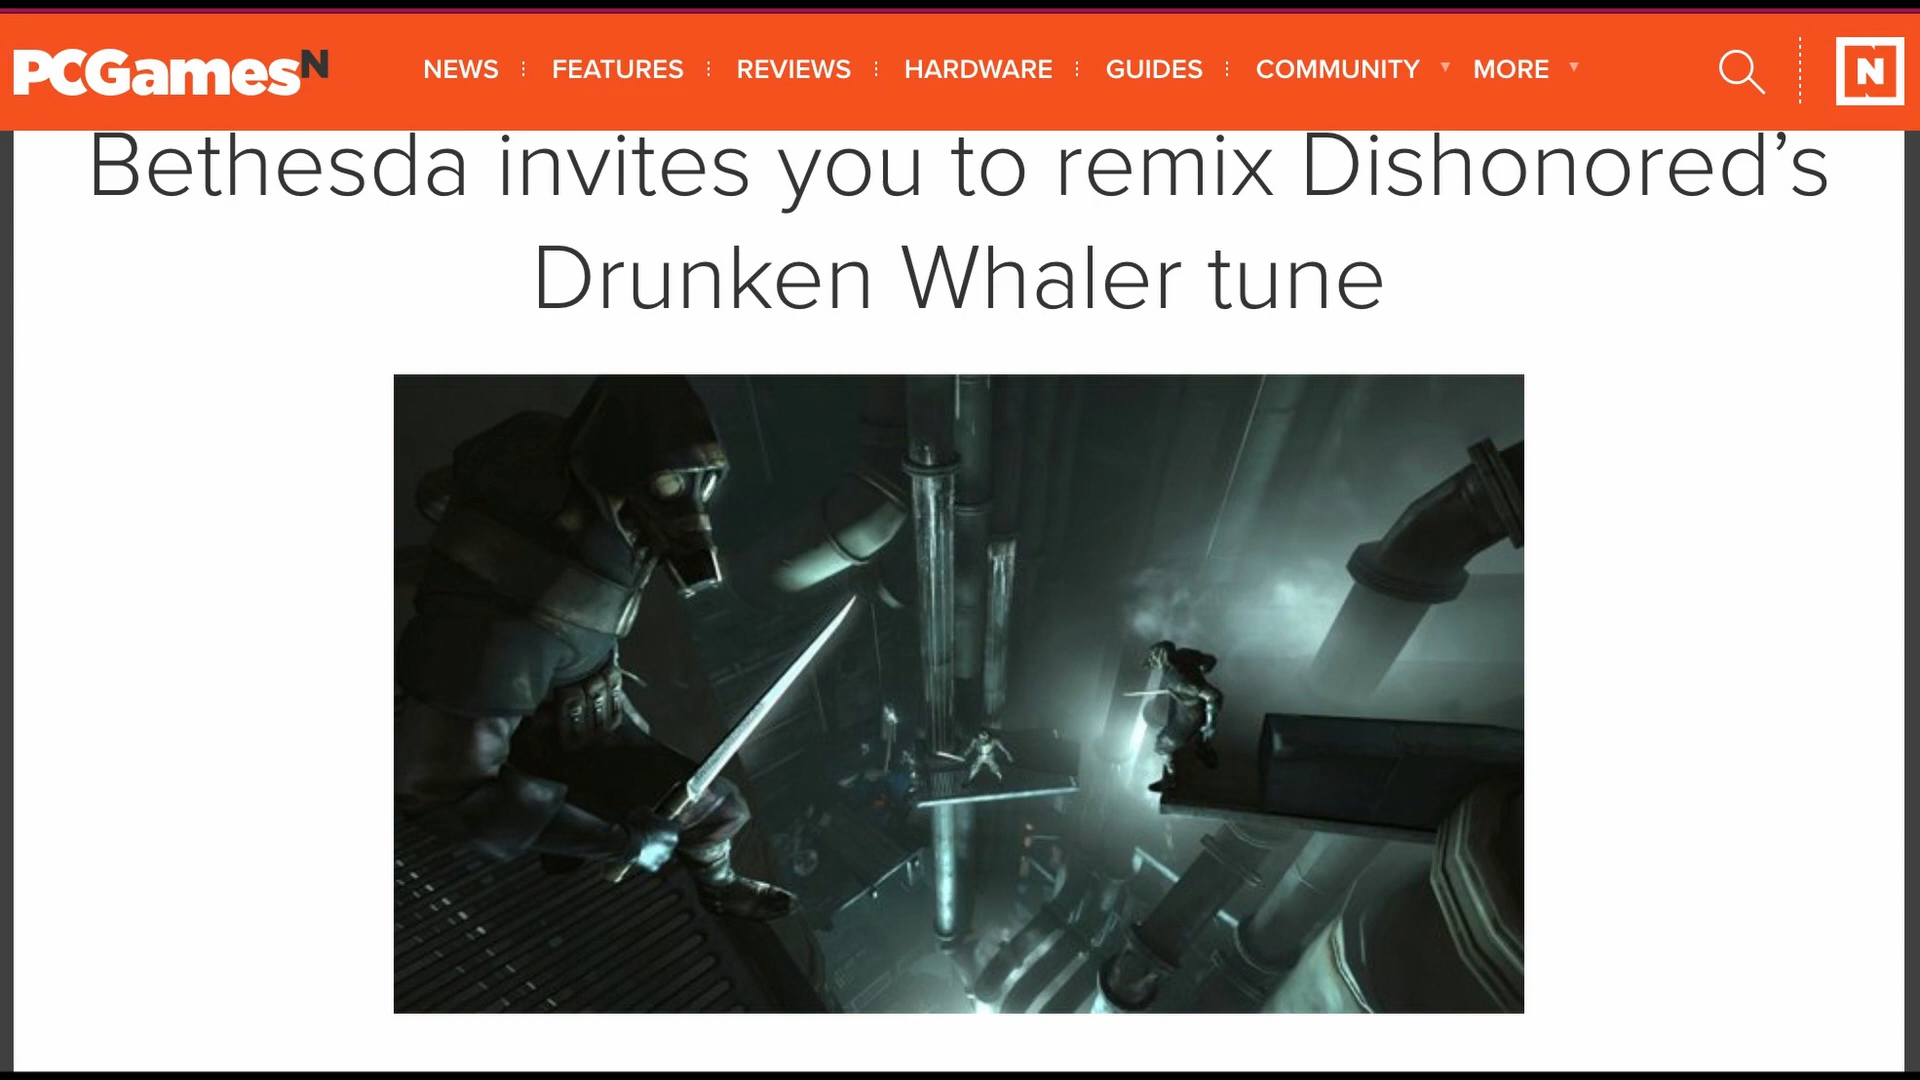 PCGamesN
NEWS FEATURES REVIEWS HARDWARE GUIDES COMMUNITY MORE
N
Bethesda invites you to remix Dishonored’s
Drunken Whaler tune